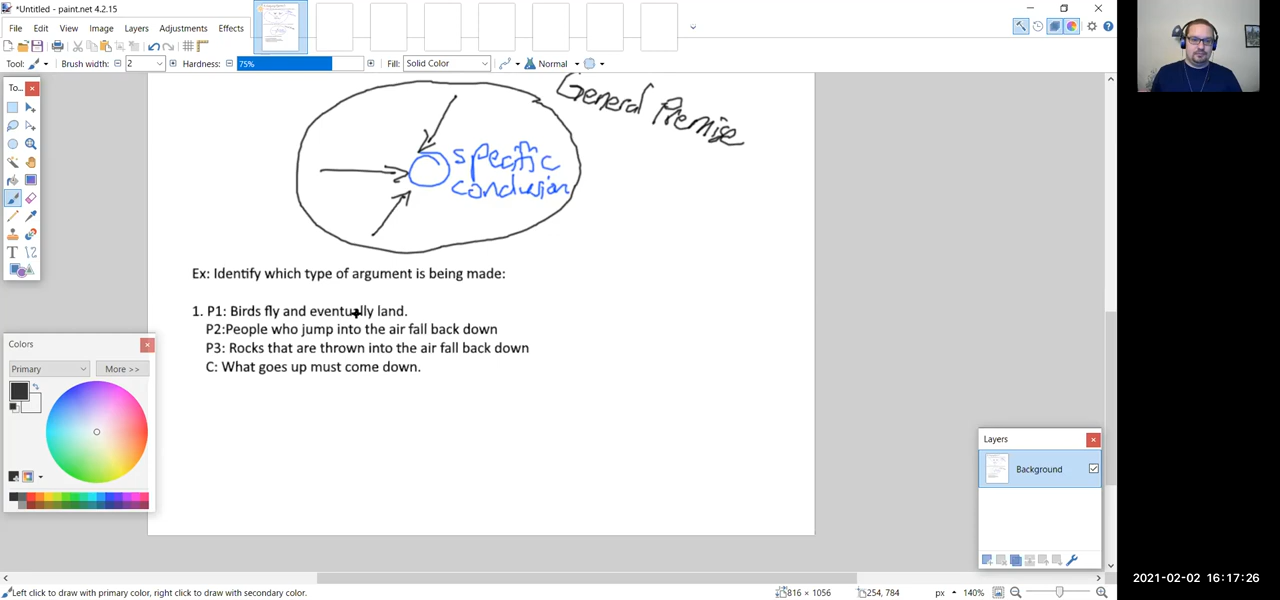 *Untitled - paint.net 4.2.15
File Edit View Image Layers Adjustments Effects
Tool: Brush width: 2 Hardness: 75% Fill: Solid Color Normal
To...
General Premise
specific
conclusion
Ex: Identify which type of argument is being made:
1. P1: Birds fly and eventually land.
P2:People who jump into the air fall back down
P3: Rocks that are thrown into the air fall back down
C: What goes up must come down.
Colors
Primary More >>
Layers
Background
2021-02-02 16:17:26
Left click to draw with primary color, right click to draw with secondary color. 816 × 1056 254, 784 px 140%